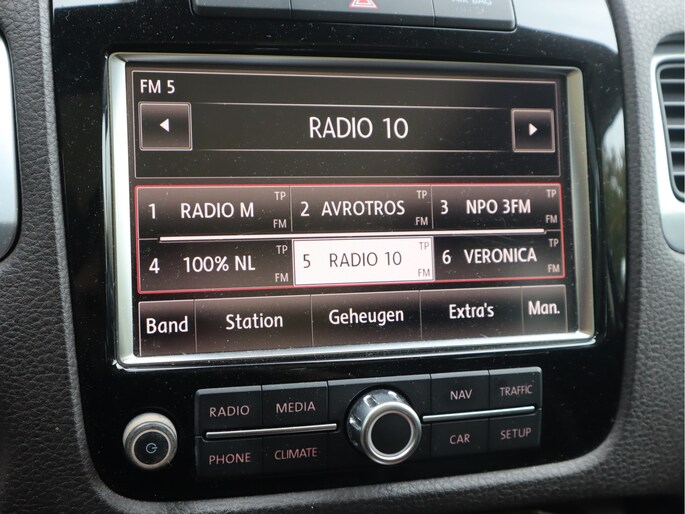 FM 5
RADIO 10
1 RADIO M TP FM
2 AVROTROS TP FM
3 NPO 3FM TP FM
4 100% NL TP FM
5 RADIO 10 TP FM
6 VERONICA TP FM
Band Station Geheugen Extra's Man.
RADIO MEDIA NAV TRAFFIC
PHONE CLIMATE CAR SETUP